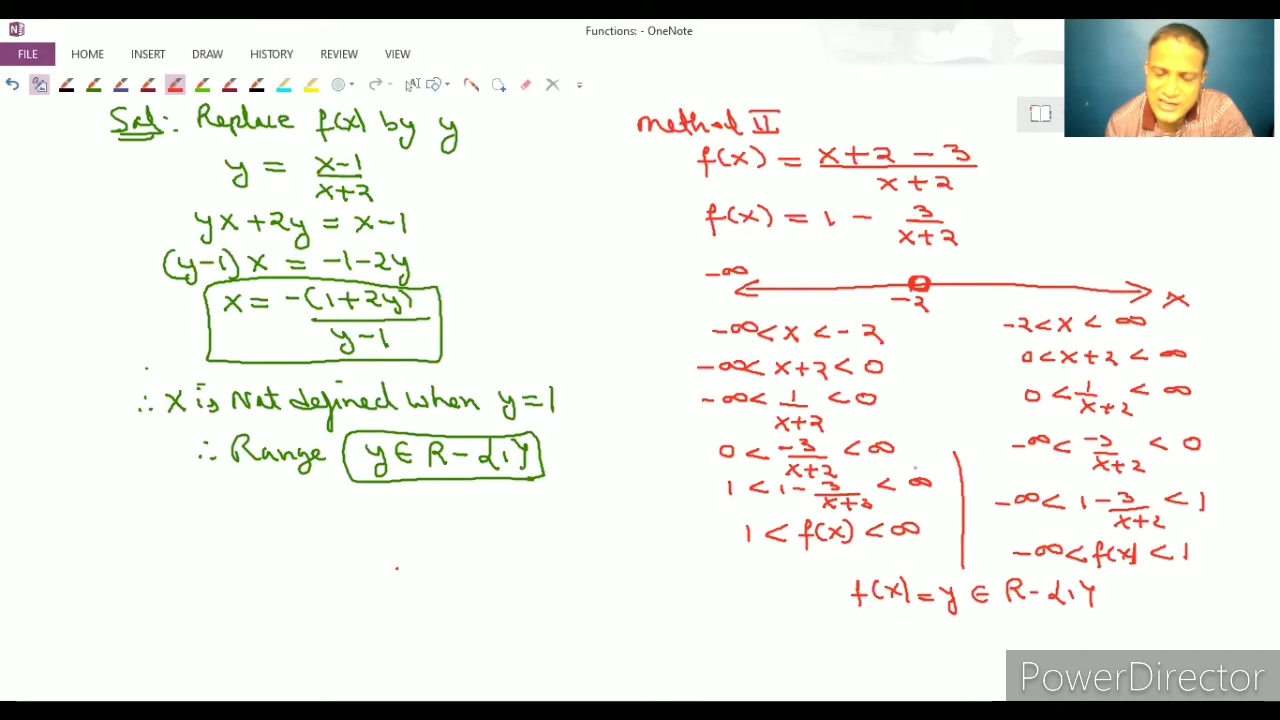 Functions: - OneNote
FILE HOME INSERT DRAW HISTORY REVIEW VIEW
Sol:. Replace f(x) by y
y = x-1/x+2
yx + 2y = x - 1
(y-1) x = -1-2y
x = -(1+2y)/y-1
∴ x is Not defined when y=1
∴ Range y ∈ R - {1}
method II
f(x) = x+2-3/x+2
f(x) = 1 - 3/x+2
-∞ -2 x
-∞ < x < -2
-∞ < x+2 < 0
-∞ < 1/x+2 < 0
0 < -3/x+2 < ∞
1 < 1 - 3/x+2 < ∞
1 < f(x) < ∞
-2 < x < ∞
0 < x+2 < ∞
0 < 1/x+2 < ∞
-∞ < -3/x+2 < 0
-∞ < 1 - 3/x+2 < 1
-∞ < f(x) < 1
f(x) = y ∈ R - {1}
PowerDirector